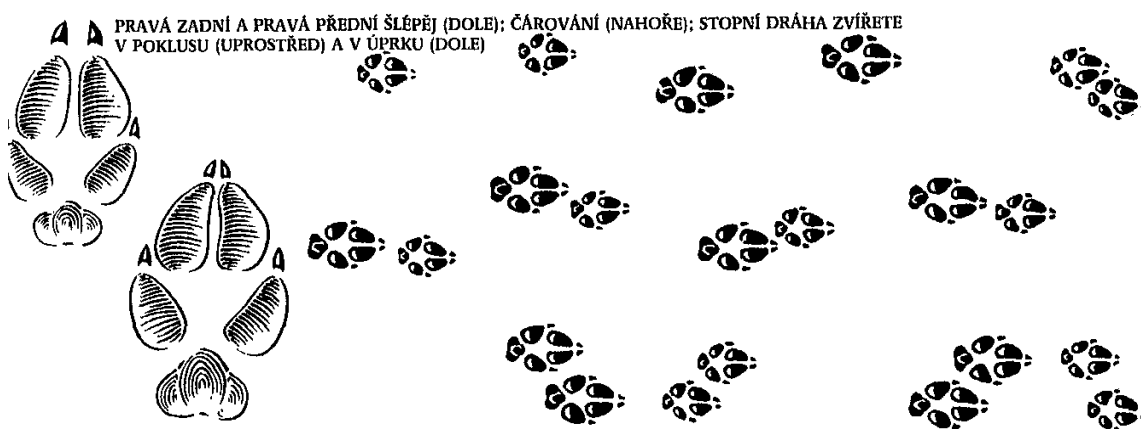 PRAVÁ ZADNÍ A PRAVÁ PŘEDNÍ ŠLÉPĚJ (DOLE); ČÁROVÁNÍ (NAHOŘE); STOPNÍ DRÁHA ZVÍŘETE
V POKLUSU (UPROSTŘED) A V ÚPRKU (DOLE)